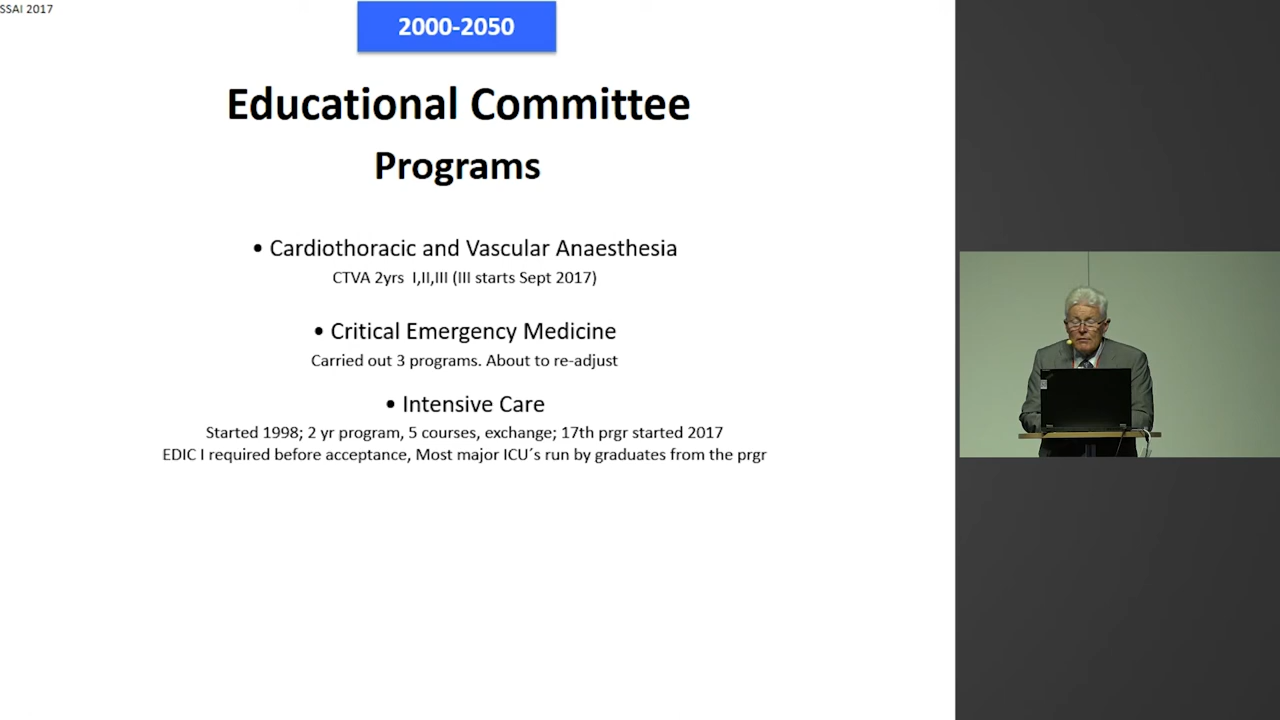 SSAI 2017
2000-2050
Educational Committee
Programs
• Cardiothoracic and Vascular Anaesthesia
CTVA 2yrs I,II,III (III starts Sept 2017)
• Critical Emergency Medicine
Carried out 3 programs. About to re-adjust
• Intensive Care
Started 1998; 2 yr program, 5 courses, exchange; 17th prgr started 2017
EDIC I required before acceptance, Most major ICU´s run by graduates from the prgr